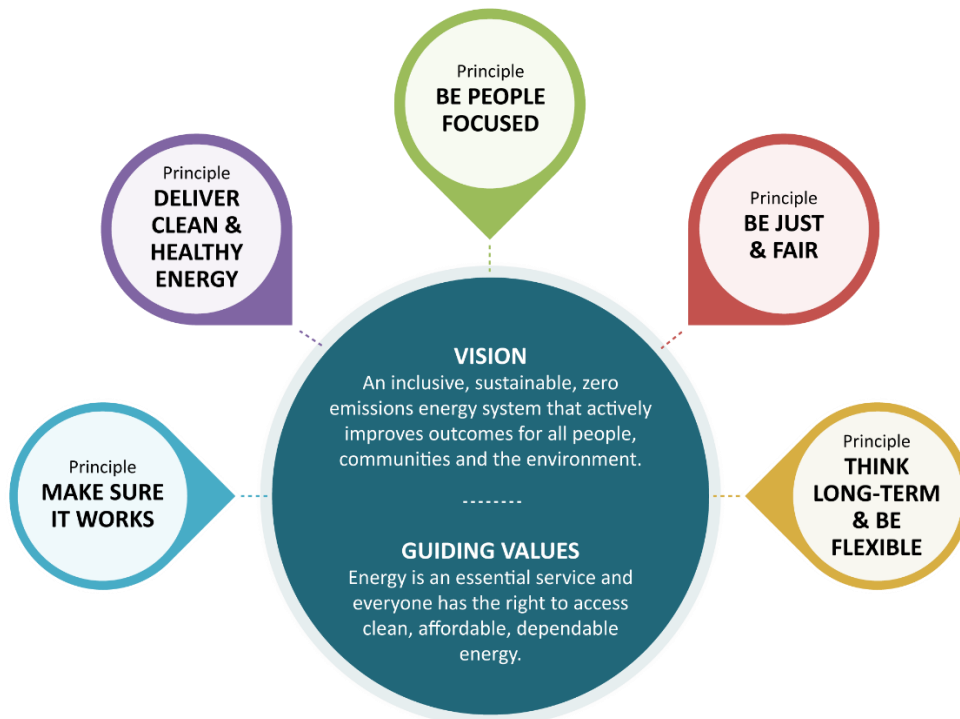 Principle
BE PEOPLE
FOCUSED
Principle
DELIVER
CLEAN &
HEALTHY
ENERGY
Principle
BE JUST
& FAIR
Principle
MAKE SURE
IT WORKS
Principle
THINK
LONG-TERM
& BE
FLEXIBLE
VISION
An inclusive, sustainable, zero
emissions energy system that actively
improves outcomes for all people,
communities and the environment.
--------
GUIDING VALUES
Energy is an essential service and
everyone has the right to access
clean, affordable, dependable
energy.